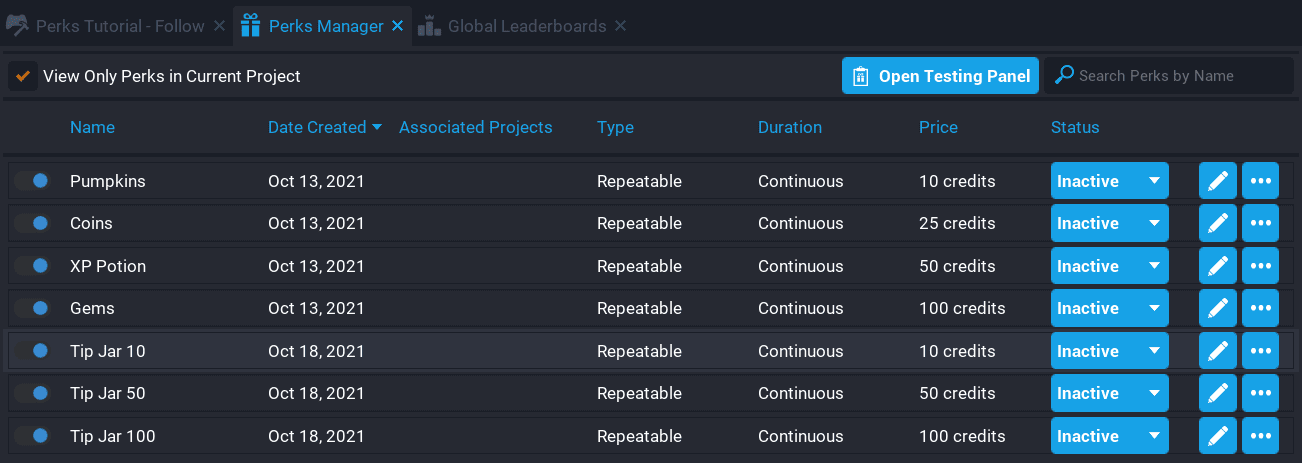 Perks Tutorial - Follow Perks Manager Global Leaderboards
View Only Perks in Current Project Open Testing Panel Search Perks by Name
Name Date Created Associated Projects Type Duration Price Status
Pumpkins Oct 13, 2021 Repeatable Continuous 10 credits Inactive
Coins Oct 13, 2021 Repeatable Continuous 25 credits Inactive
XP Potion Oct 13, 2021 Repeatable Continuous 50 credits Inactive
Gems Oct 13, 2021 Repeatable Continuous 100 credits Inactive
Tip Jar 10 Oct 18, 2021 Repeatable Continuous 10 credits Inactive
Tip Jar 50 Oct 18, 2021 Repeatable Continuous 50 credits Inactive
Tip Jar 100 Oct 18, 2021 Repeatable Continuous 100 credits Inactive